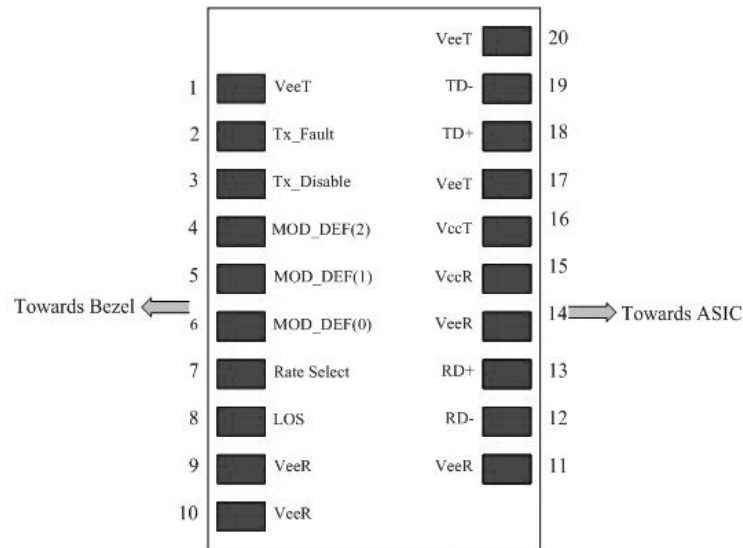 VeeT 20
1 VeeT TD- 19
2 Tx_Fault TD+ 18
3 Tx_Disable VeeT 17
4 MOD_DEF(2) VccT 16
5 MOD_DEF(1) VccR 15
Towards Bezel
6 MOD_DEF(0) VeeR 14
Towards ASIC
7 Rate Select RD+ 13
8 LOS RD- 12
9 VeeR VeeR 11
10 VeeR